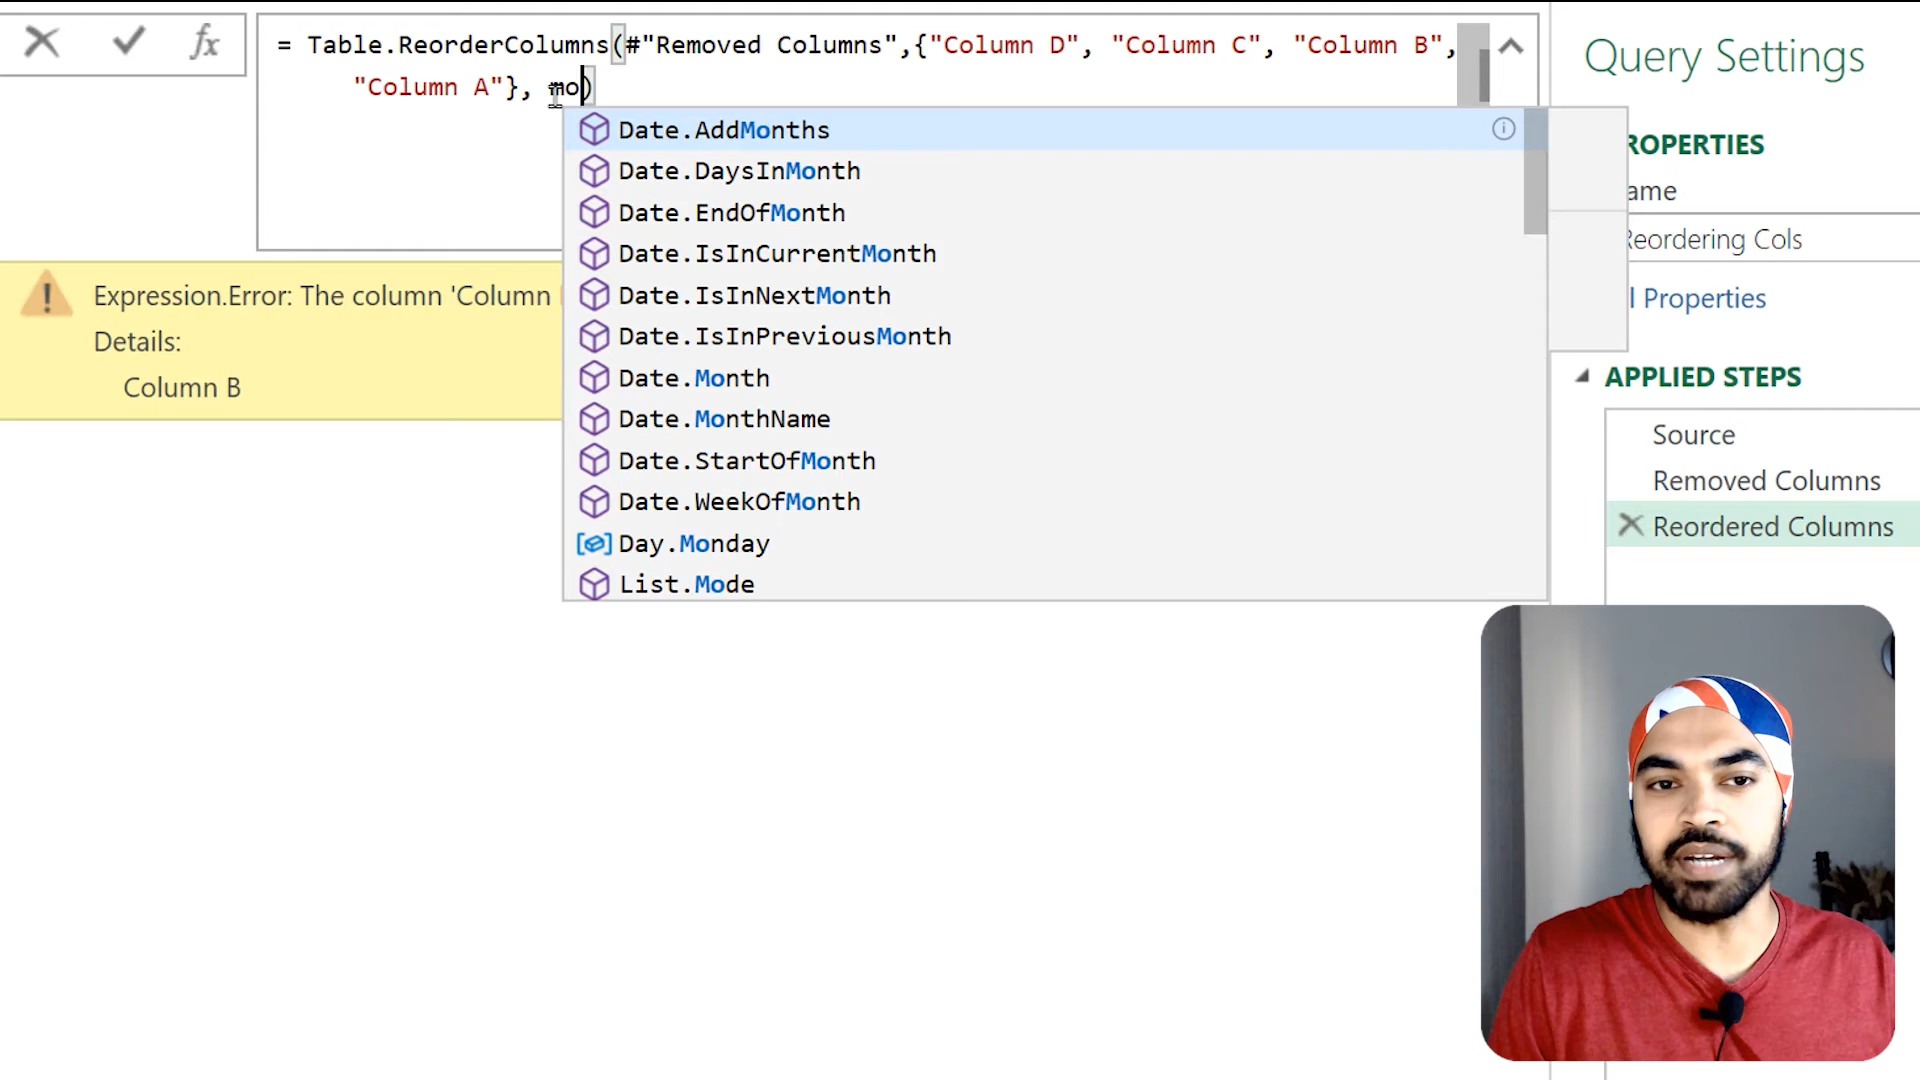 = Table.ReorderColumns(#"Removed Columns",{"Column D", "Column C", "Column B",
"Column A"}, mo)
Date.AddMonths
Date.DaysInMonth
Date.EndOfMonth
Date.IsInCurrentMonth
Date.IsInNextMonth
Date.IsInPreviousMonth
Date.Month
Date.MonthName
Date.StartOfMonth
Date.WeekOfMonth
Day.Monday
List.Mode
Expression.Error: The column 'Column
Details:
Column B
Query Settings
ROPERTIES
ame
Reordering Cols
l Properties
APPLIED STEPS
Source
Removed Columns
Reordered Columns